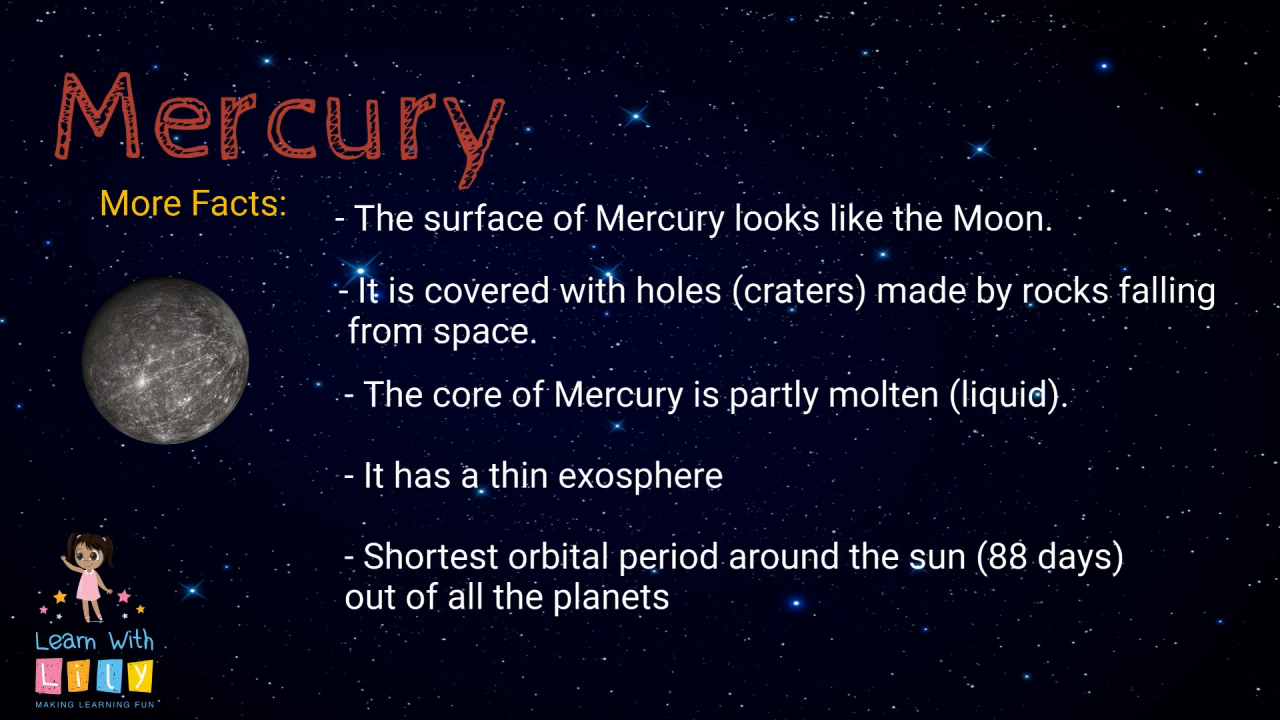 Mercury
More Facts:
- The surface of Mercury looks like the Moon.
- It is covered with holes (craters) made by rocks falling
from space.
- The core of Mercury is partly molten (liquid).
- It has a thin exosphere
- Shortest orbital period around the sun (88 days)
out of all the planets
Learn With
Lily
MAKING LEARNING FUN